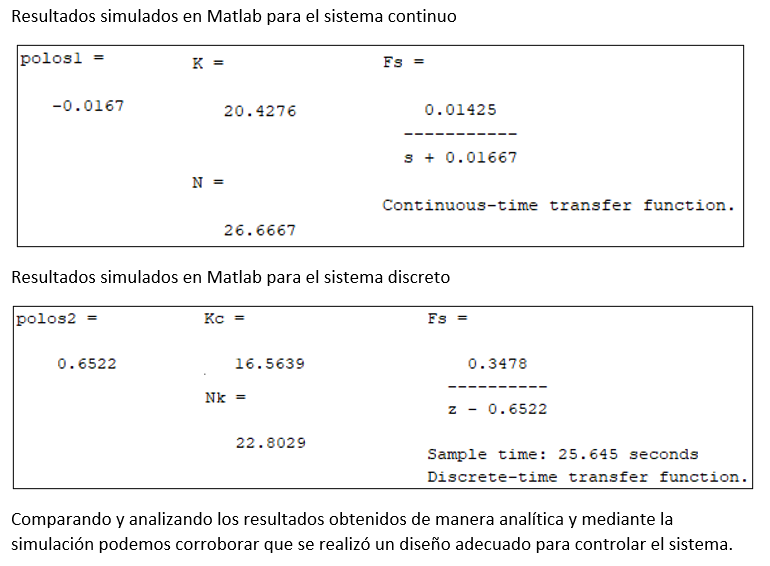 Resultados simulados en Matlab para el sistema continuo
polos1 =
-0.0167
K =
20.4276
N =
26.6667
Fs =
0.01425
-----------
s + 0.01667
Continuous-time transfer function.
Resultados simulados en Matlab para el sistema discreto
polos2 =
0.6522
Kc =
16.5639
Nk =
22.8029
Fs =
0.3478
----------
z - 0.6522
Sample time: 25.645 seconds
Discrete-time transfer function.
Comparando y analizando los resultados obtenidos de manera analítica y mediante la
simulación podemos corroborar que se realizó un diseño adecuado para controlar el sistema.